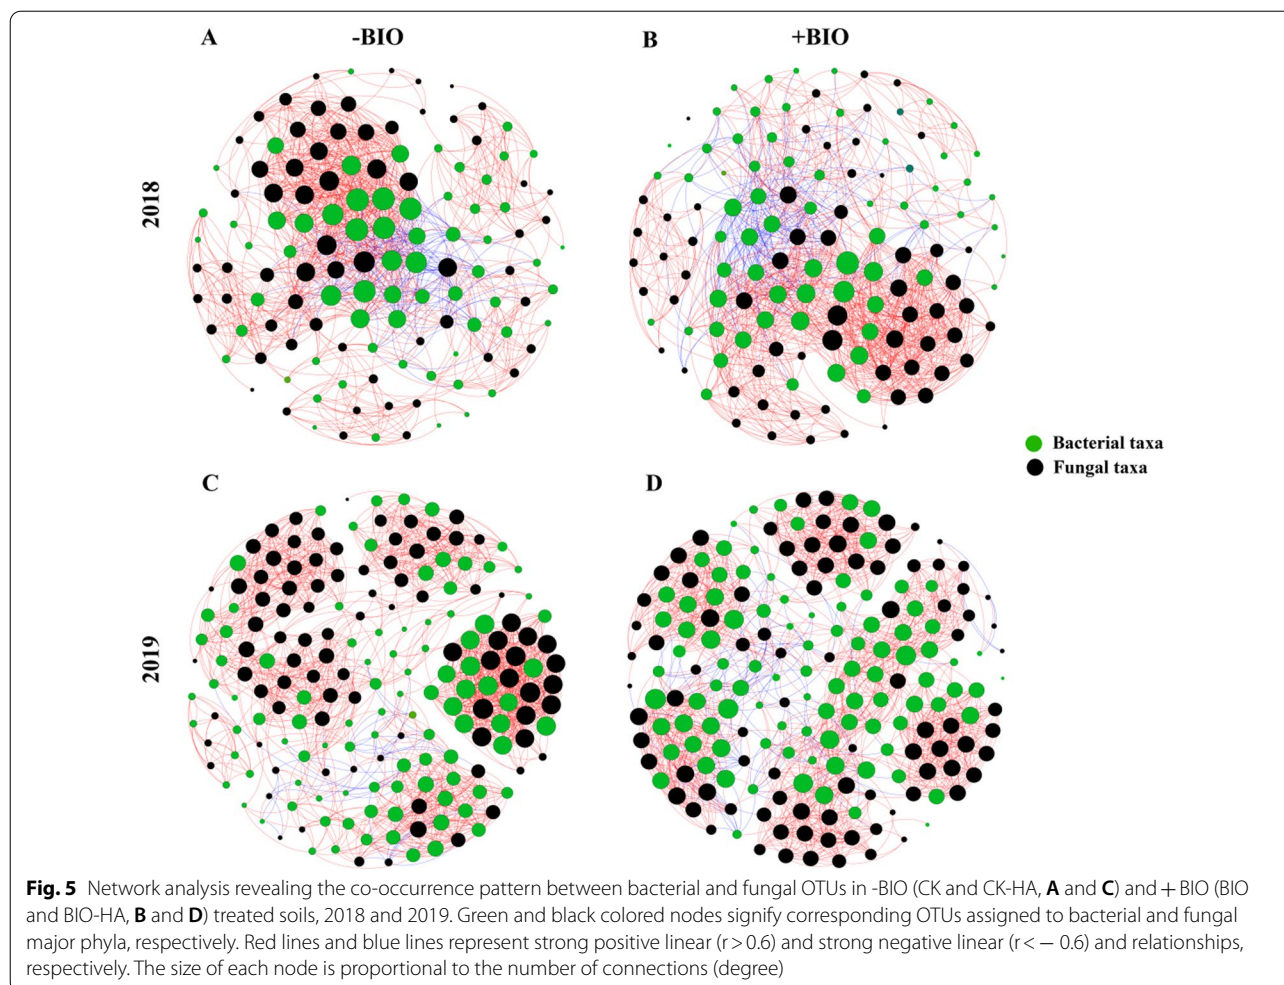 A -BIO B +BIO
2018
Bacterial taxa
Fungal taxa
C D
2019
Fig. 5 Network analysis revealing the co-occurrence pattern between bacterial and fungal OTUs in -BIO (CK and CK-HA, A and C) and + BIO (BIO
and BIO-HA, B and D) treated soils, 2018 and 2019. Green and black colored nodes signify corresponding OTUs assigned to bacterial and fungal
major phyla, respectively. Red lines and blue lines represent strong positive linear (r > 0.6) and strong negative linear (r < − 0.6) and relationships,
respectively. The size of each node is proportional to the number of connections (degree)